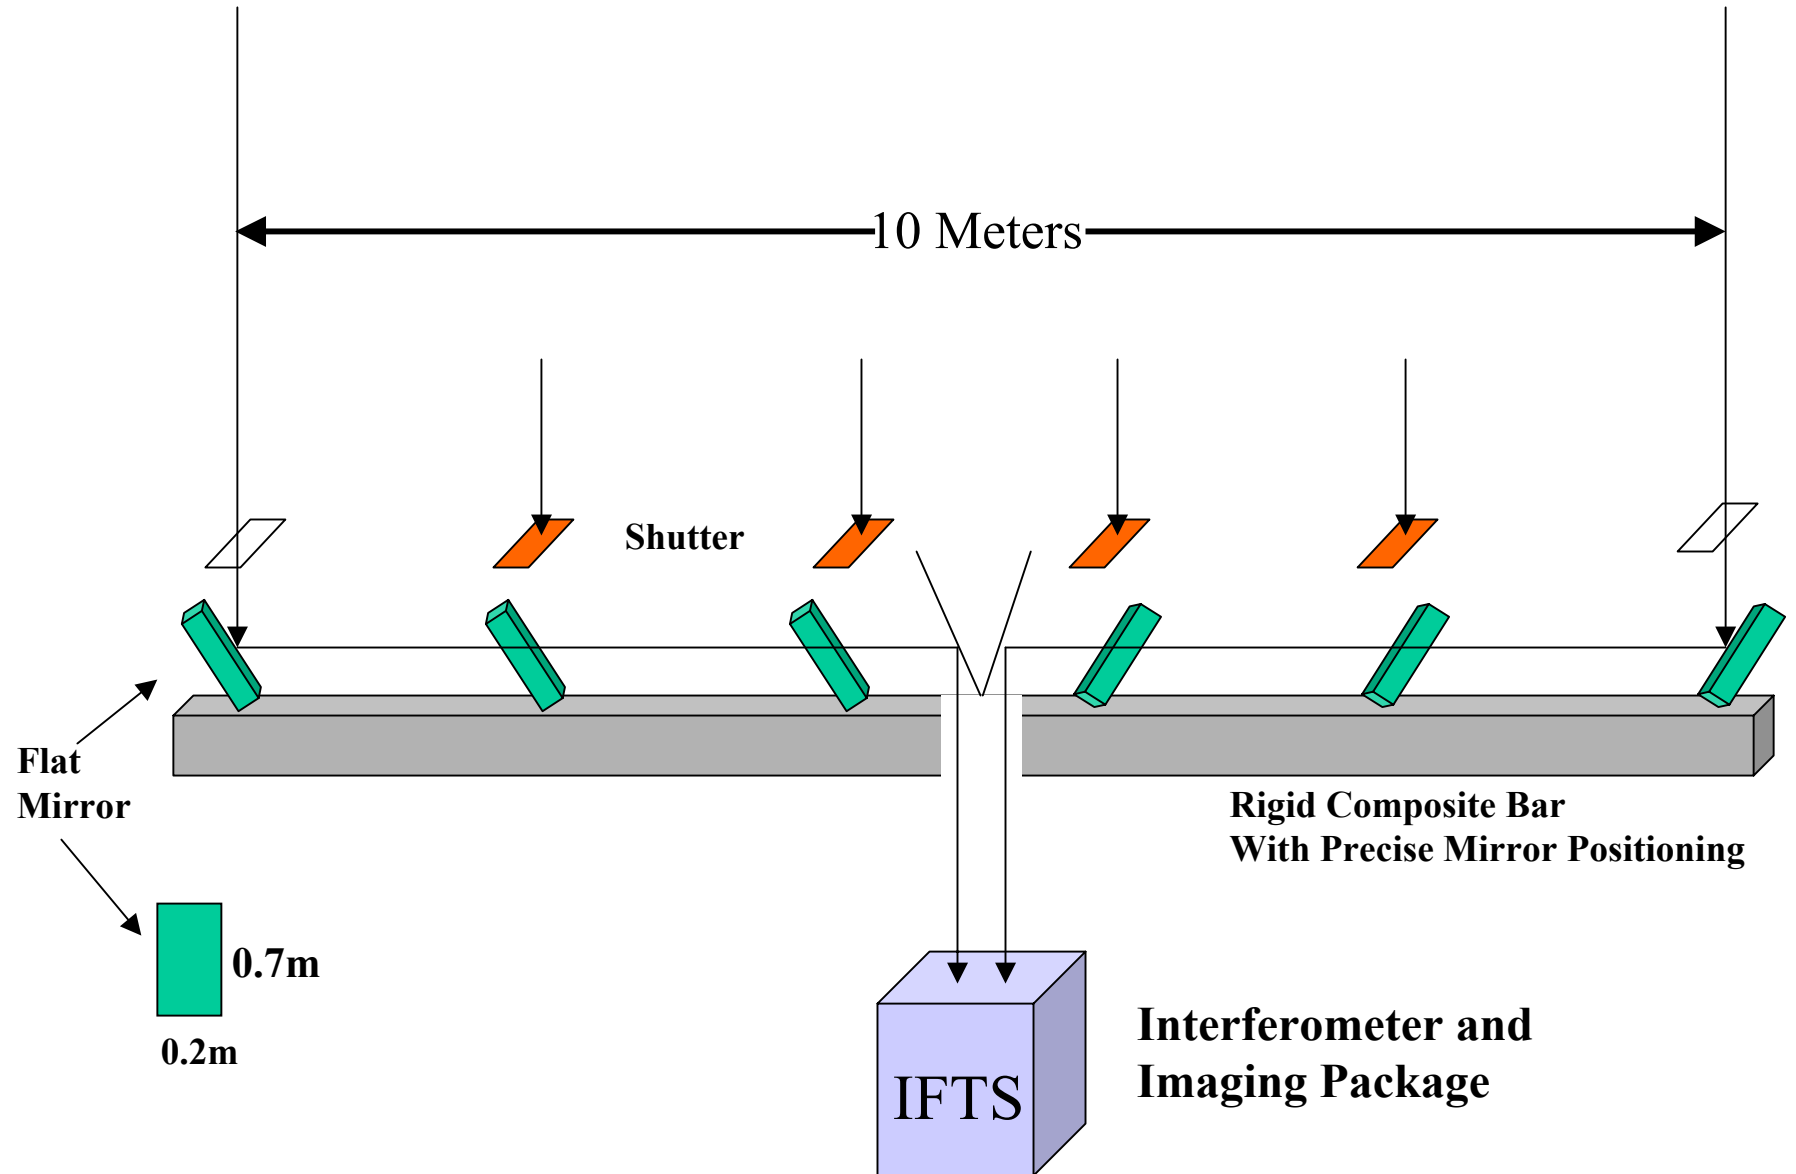 10 Meters
Shutter
Flat
Mirror
Rigid Composite Bar
With Precise Mirror Positioning
0.7m
0.2m
Interferometer and
Imaging Package
IFTS